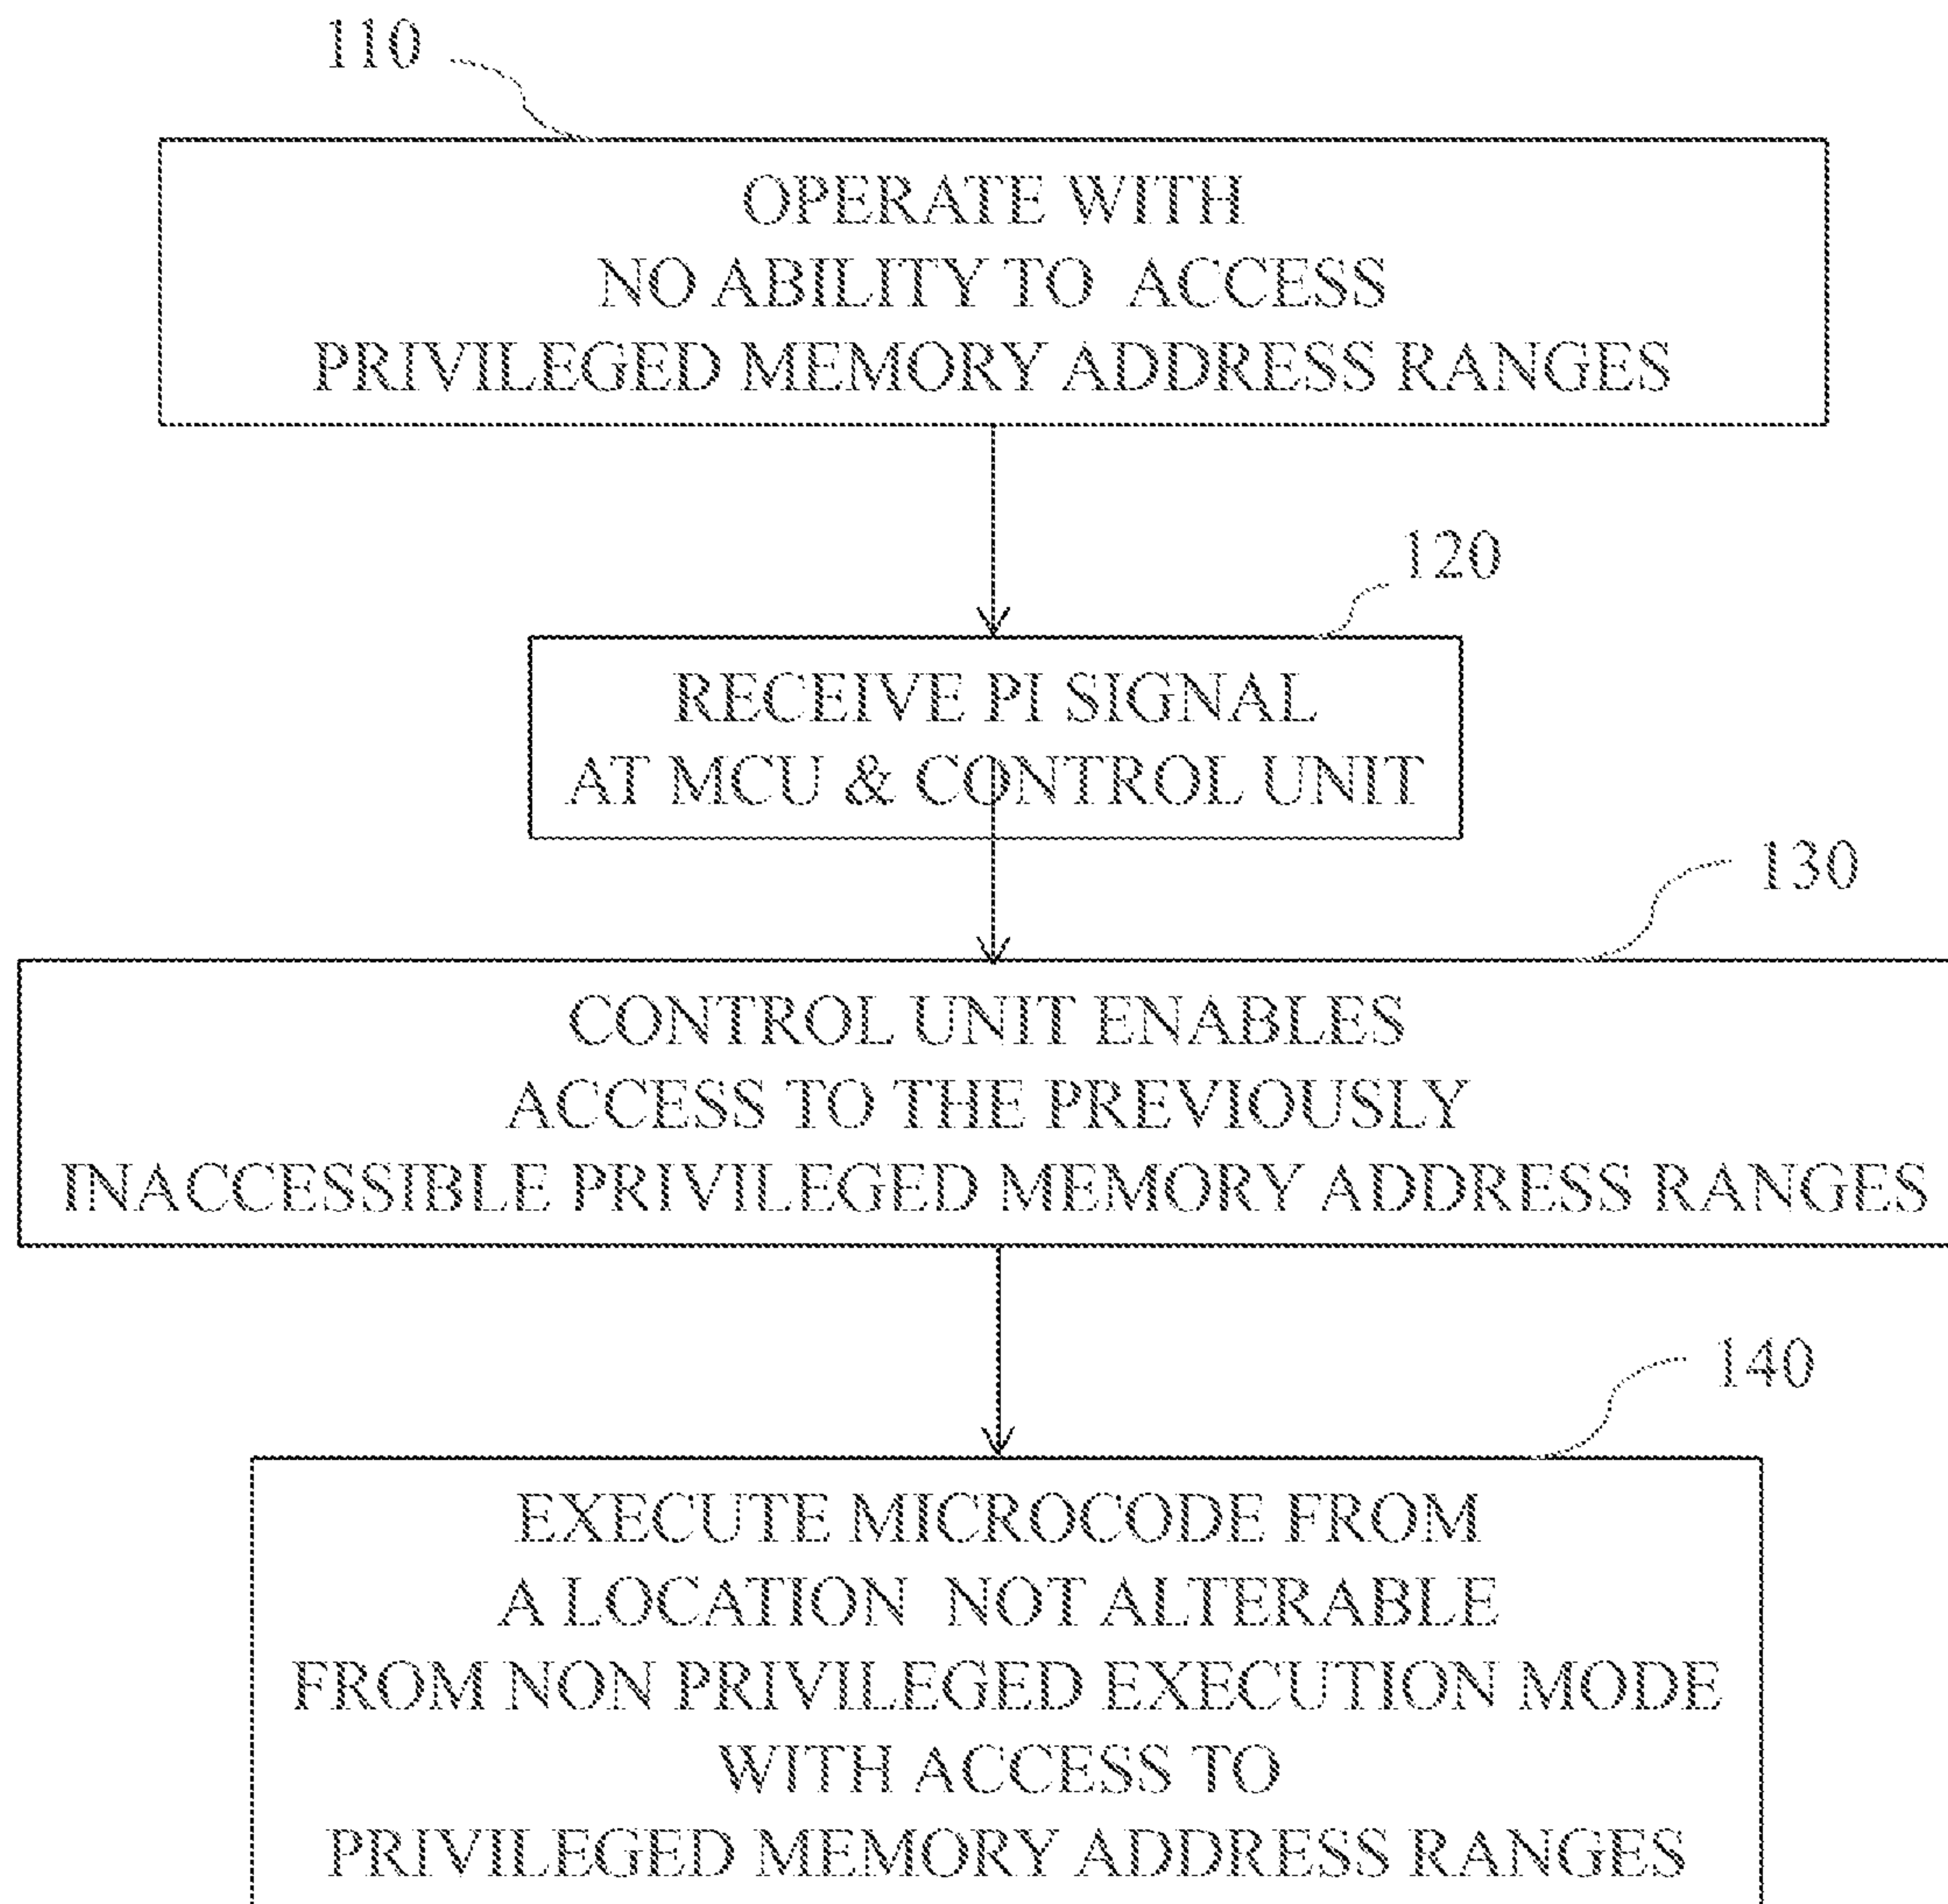 110
OPERATE WITH
NO ABILITY TO ACCESS
PRIVILEGED MEMORY ADDRESS RANGES
120
RECEIVE PI SIGNAL
AT MCU & CONTROL UNIT
130
CONTROL UNIT ENABLES
ACCESS TO THE PREVIOUSLY
INACCESSIBLE PRIVILEGED MEMORY ADDRESS RANGES
140
EXECUTE MICROCODE FROM
A LOCATION NOT ALTERABLE
FROM NON PRIVILEGED EXECUTION MODE
WITH ACCESS TO
PRIVILEGED MEMORY ADDRESS RANGES